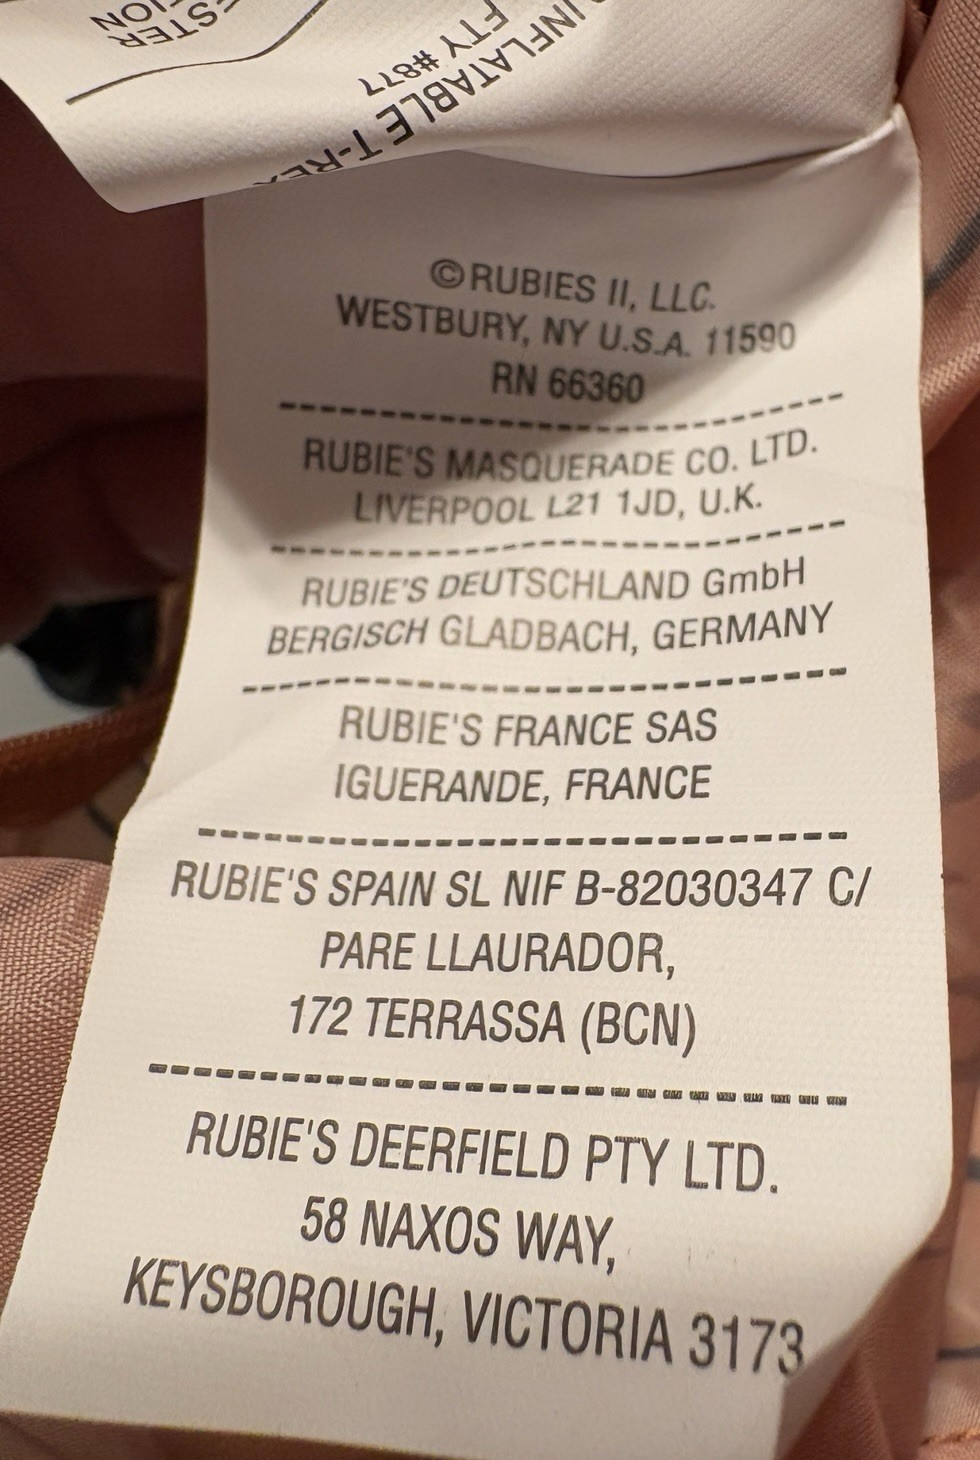 INFLATABLE T-REX
FTY #877
©RUBIES II, LLC.
WESTBURY, NY U.S.A. 11590
RN 66360
RUBIE'S MASQUERADE CO. LTD.
LIVERPOOL L21 1JD, U.K.
RUBIE'S DEUTSCHLAND GmbH
BERGISCH GLADBACH, GERMANY
RUBIE'S FRANCE SAS
IGUERANDE, FRANCE
RUBIE'S SPAIN SL NIF B-82030347 C/
PARE LLAURADOR,
172 TERRASSA (BCN)
RUBIE'S DEERFIELD PTY LTD.
58 NAXOS WAY,
KEYSBOROUGH, VICTORIA 3173